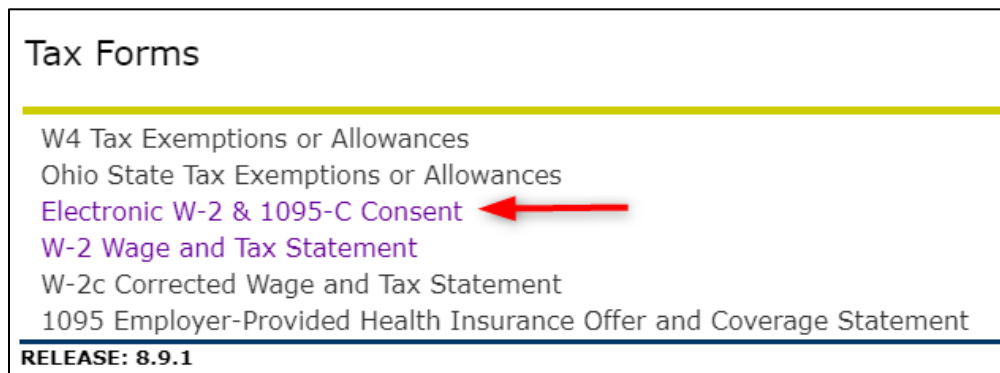 Tax Forms
W4 Tax Exemptions or Allowances
Ohio State Tax Exemptions or Allowances
Electronic W-2 & 1095-C Consent
W-2 Wage and Tax Statement
W-2c Corrected Wage and Tax Statement
1095 Employer-Provided Health Insurance Offer and Coverage Statement
RELEASE: 8.9.1